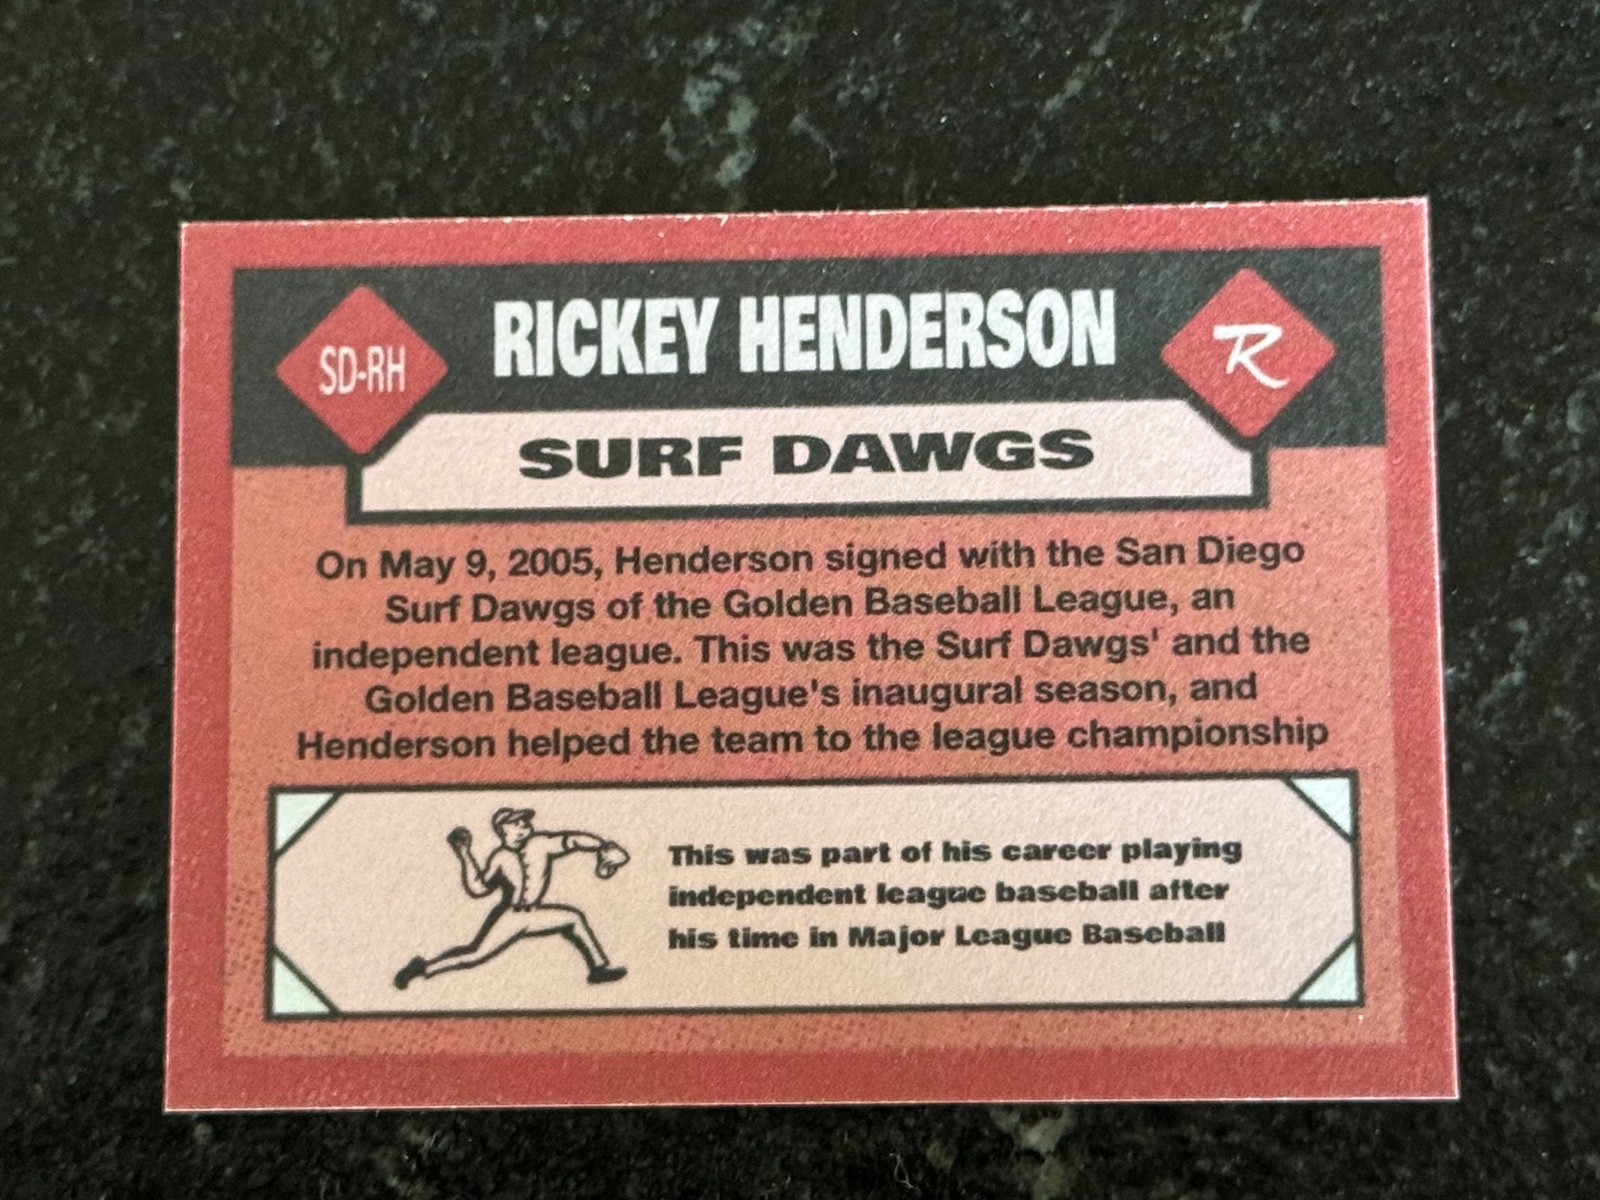 SD-RH
RICKEY HENDERSON
R
SURF DAWGS
On May 9, 2005, Henderson signed with the San Diego
Surf Dawgs of the Golden Baseball League, an
independent league. This was the Surf Dawgs' and the
Golden Baseball League's inaugural season, and
Henderson helped the team to the league championship
This was part of his career playing
independent league baseball after
his time in Major League Baseball